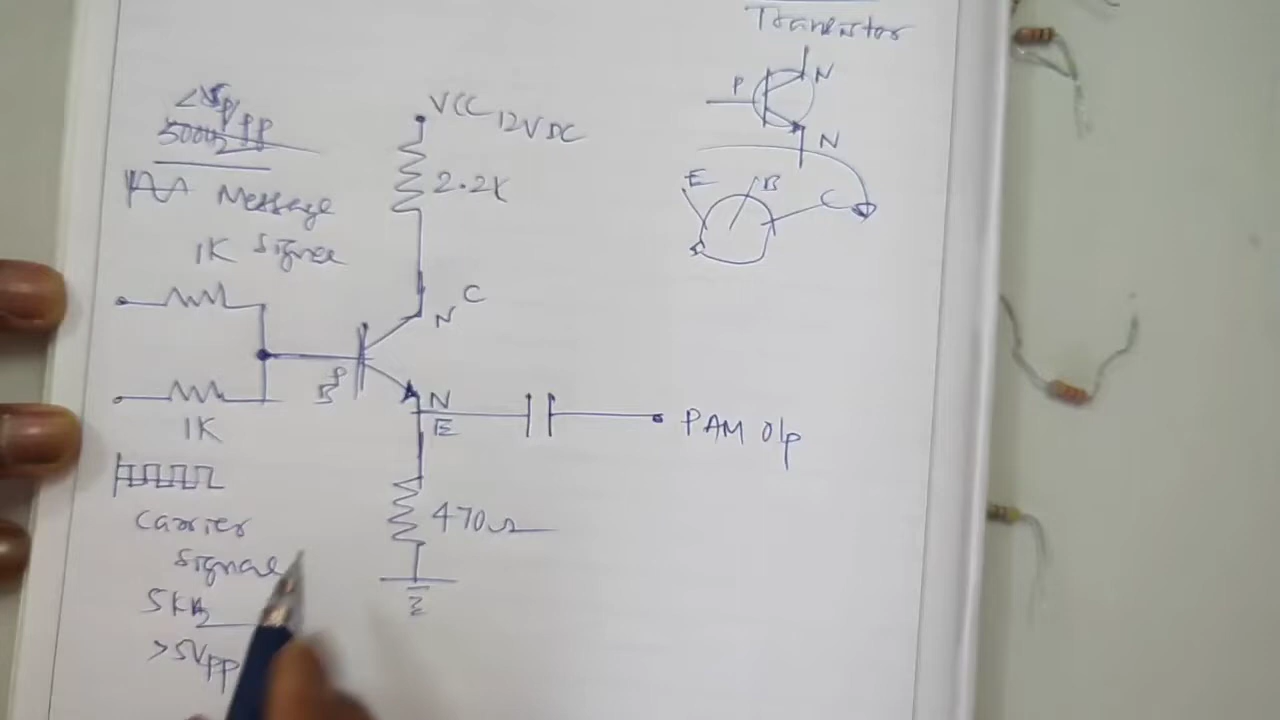 Transistor
P
N
N
E
B
C
<5Vpp
500Hz
Message
Signal
1K
VCC 12V DC
2.2K
C
N
P
B
N
E
PAM O/p
1K
Carrier
Signal
5KHz
>5Vpp
470Ω